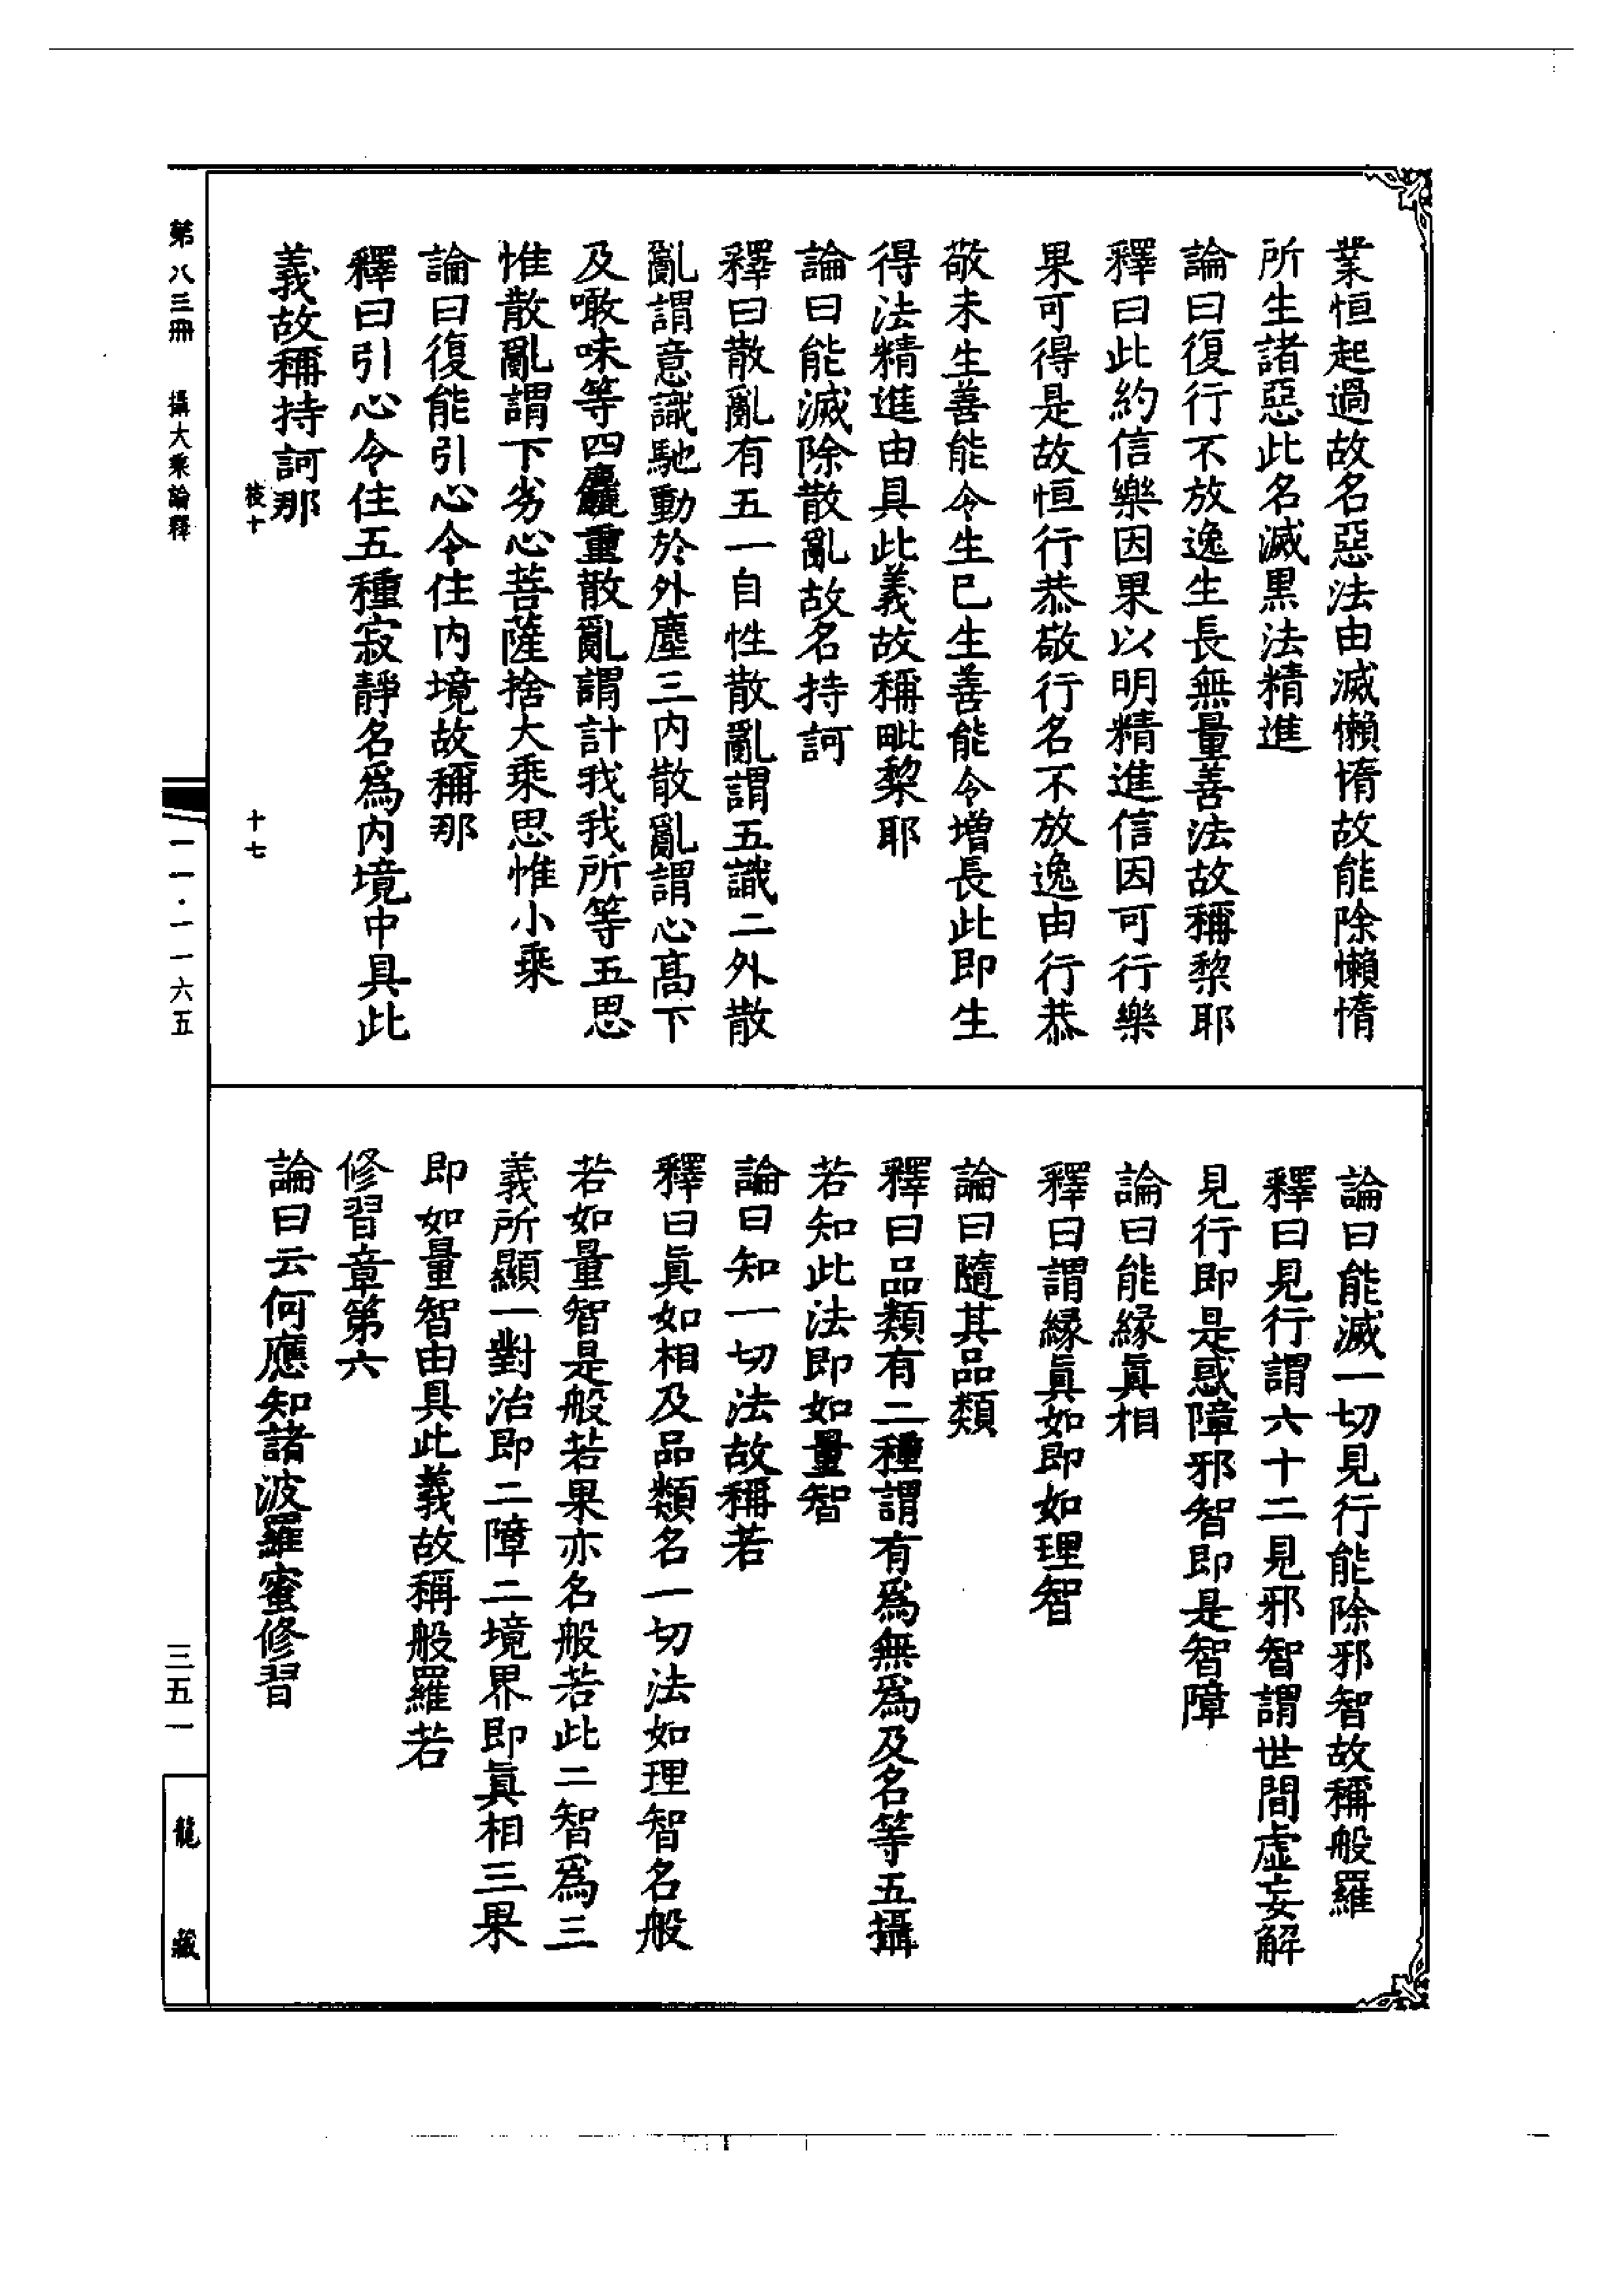 業恒起過故名惡法由滅懶惰故能除懶惰
所生諸惡此名滅黒法精進
論曰復行不放逸生長無量善法故稱棃耶
釋曰此約信樂因果以明精進信因可行樂
果可得是故恒行恭敬行名不放逸由行恭
敬未生善能令生已生善能令增長此即生
得法精進由具此義故稱毗棃耶
論曰能滅除散亂故名持訶
釋曰散亂有五一自性散亂謂五識二外散
亂謂意識馳動於外塵三内散亂謂心高下
及噉味等四麤重散亂謂計我我所等五思
惟散亂謂下劣心菩薩捨大乘思惟小乘
論曰復能引心令住内境故稱那
釋曰引心令住五種寂靜名爲内境中具此
義故稱持訶那
十七
論曰能滅一切見行能除邪智故稱般羅
釋曰見行謂六十二見邪智謂世間虛妄解
見行即是惑障邪智即是智障
論曰能緣眞相
釋曰謂緣眞如即如理智
論曰隨其品類
釋曰品類有二種謂有爲無爲及名等五攝
若知此法即如量智
論曰知一切法故稱若
釋曰眞如相及品類名一切法如理智名般
若如量智是般若果亦名般若此二智爲三
義所顯一對治即二障二境界即眞相三果
即如量智由具此義故稱般羅若
修習章第六
論曰云何應知諸波羅蜜修習
第八三冊　攝大乘論釋
一一·一一六五
三五一
龍藏